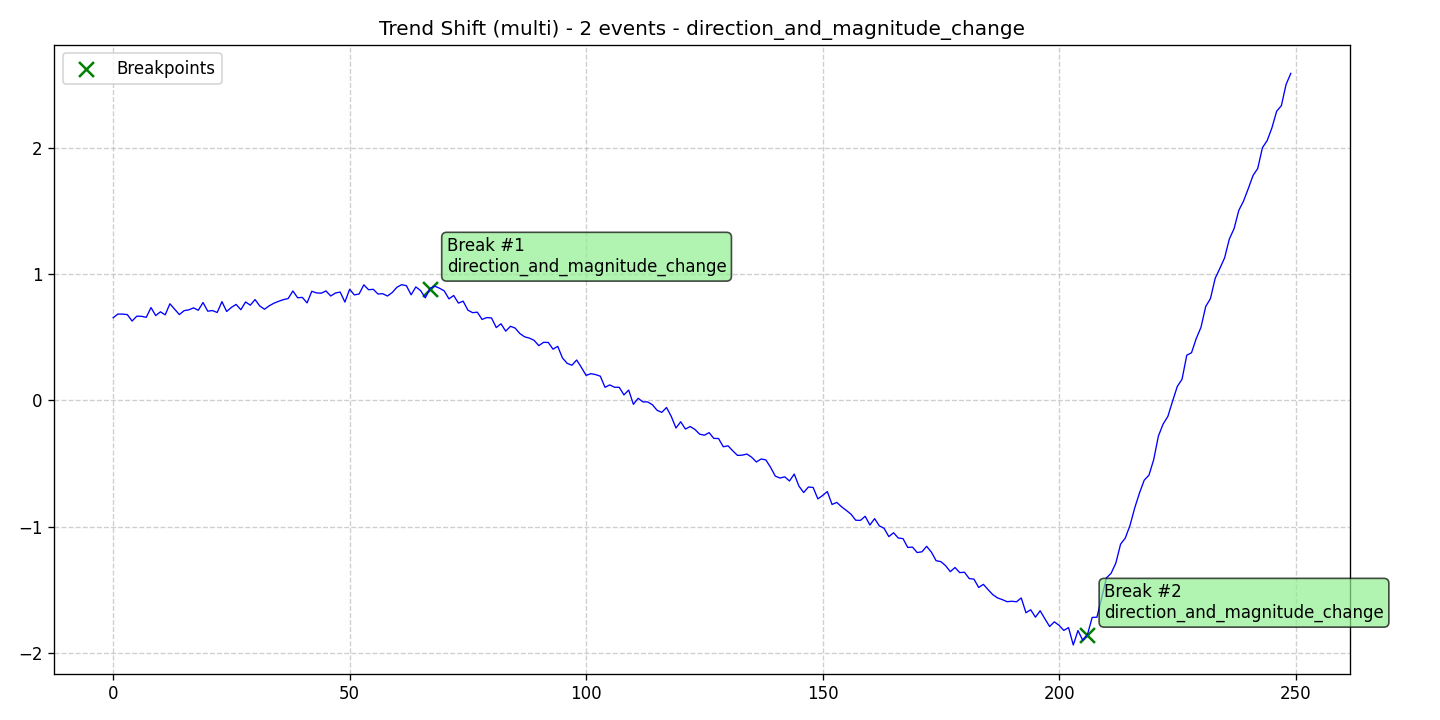 Trend Shift (multi) - 2 events - direction_and_magnitude_change
Breakpoints
2
1
0
−1
−2
Break #1
direction_and_magnitude_change
Break #2
direction_and_magnitude_change
0
50
100
150
200
250